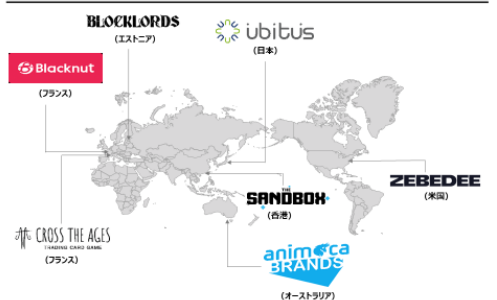 BLOCKLORDS
(エストニア)
ubitus
(日本)
Blacknut
(フランス)
ZEBEDEE
(米国)
THE
SANDBOX
(香港)
CROSS THE AGES
TRADING CARD GAME
(フランス)
animoca
BRANDS
(オーストラリア)